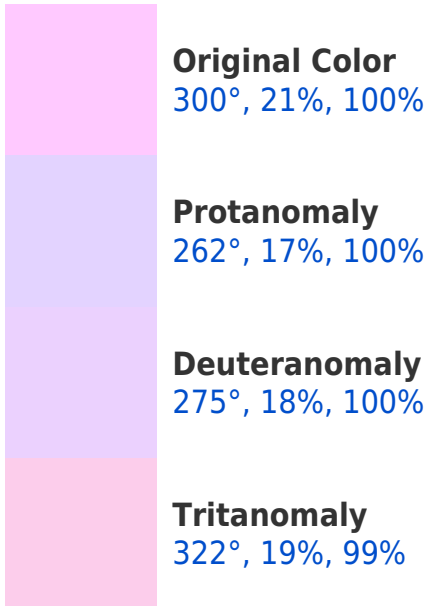 Original Color
300°, 21%, 100%
Protanomaly
262°, 17%, 100%
Deuteranomaly
275°, 18%, 100%
Tritanomaly
322°, 19%, 99%